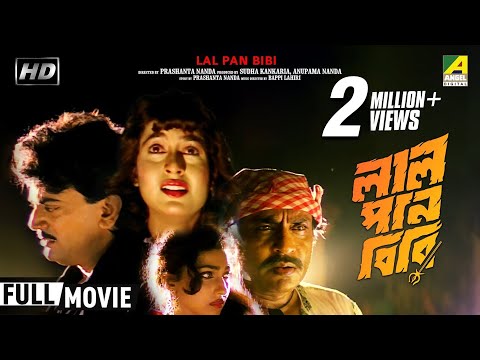 HD
LAL PAN BIBI
DIRECTED BY PRASHANTA NANDA PRODUCED BY SUDHA KANKARIA, ANUPAMA NANDA
STORY BY PRASHANTA NANDA MUSIC DIRECTED BY BAPPI LAHIRI
A
ANGEL
DIGITAL
2 MILLION+
VIEWS
লাল
পান
বিবি
FULL MOVIE